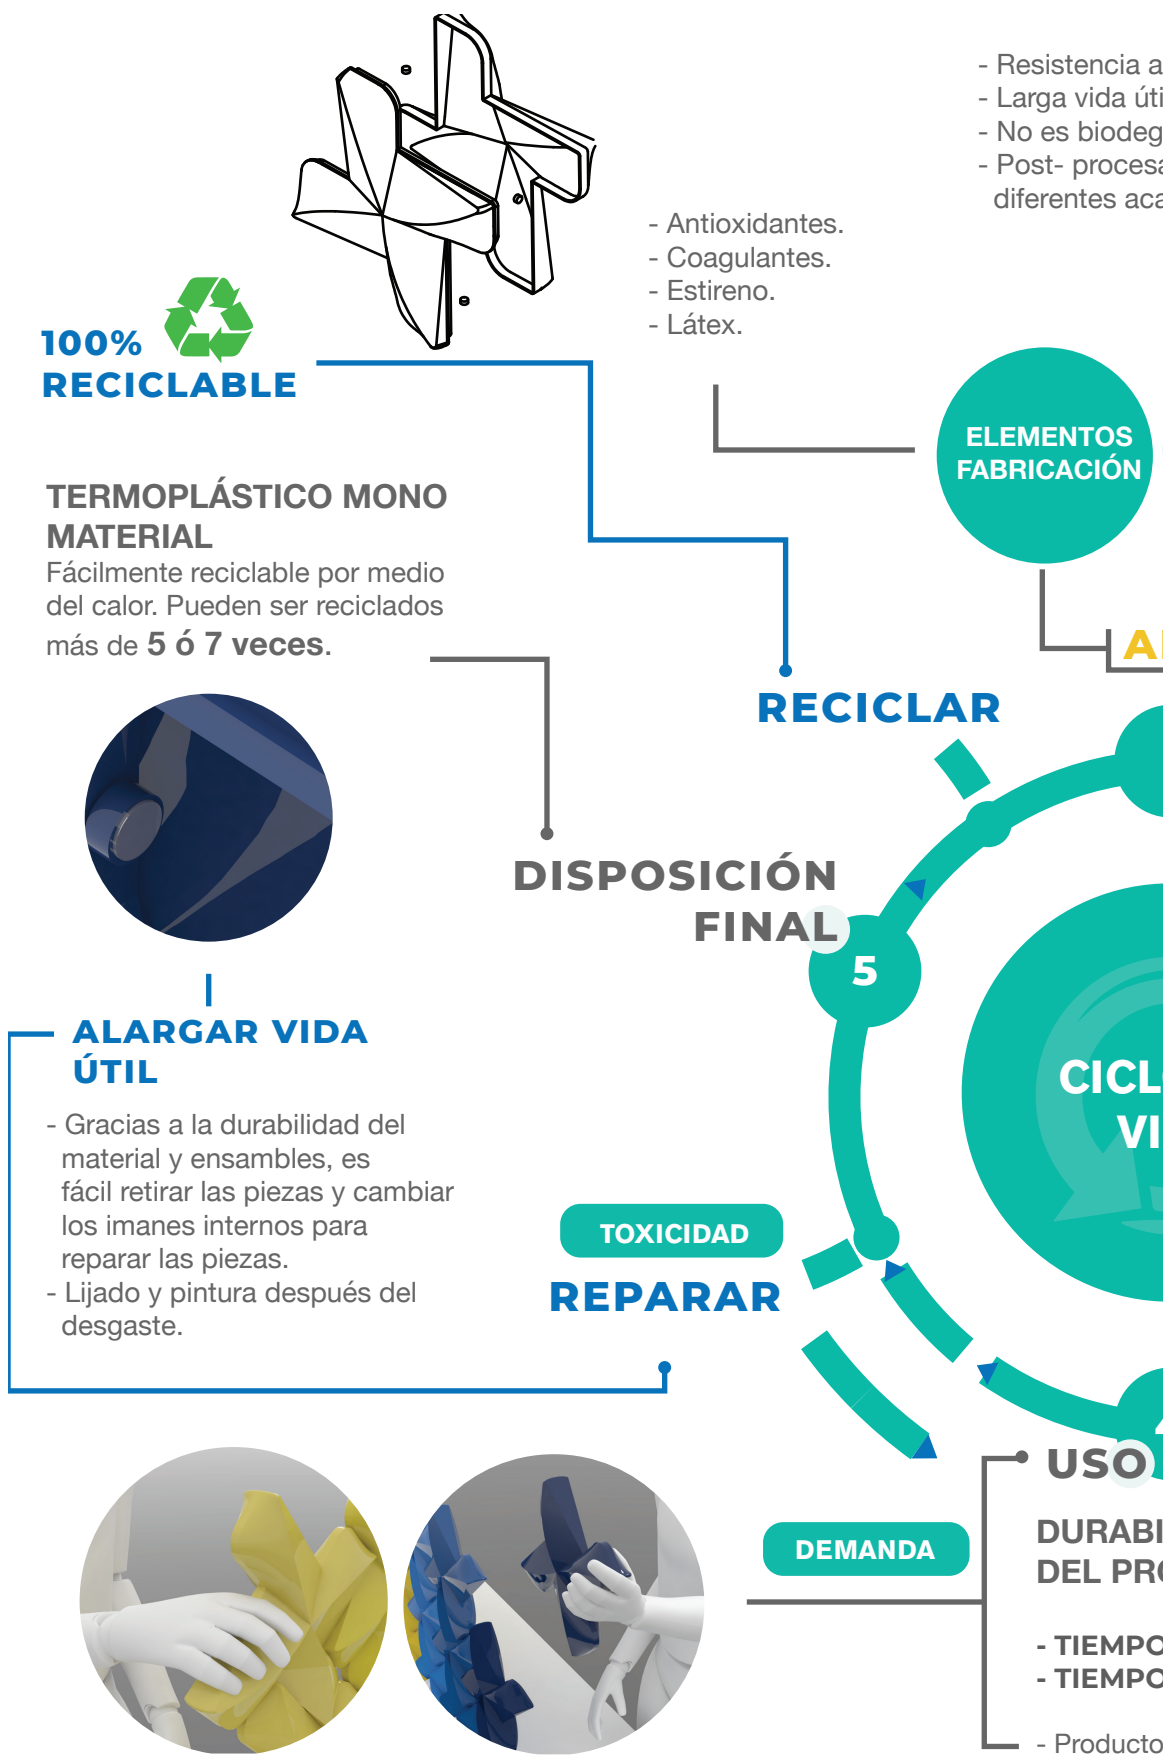 - Resistencia a
- Larga vida úti
- No es biodeg
- Post- procesa
diferentes aca
- Antioxidantes.
- Coagulantes.
- Estireno.
- Látex.
100%
RECICLABLE
ELEMENTOS
FABRICACIÓN
TERMOPLÁSTICO MONO
MATERIAL
Fácilmente reciclable por medio
del calor. Pueden ser reciclados
más de 5 ó 7 veces.
RECICLAR
DISPOSICIÓN
FINAL
5
CICL
VI
ALARGAR VIDA
ÚTIL
- Gracias a la durabilidad del
material y ensambles, es
fácil retirar las piezas y cambiar
los imanes internos para
reparar las piezas.
- Lijado y pintura después del
desgaste.
TOXICIDAD
REPARAR
USO
DEMANDA
DURABI
DEL PRO
- TIEMPO
- TIEMPO
- Producto